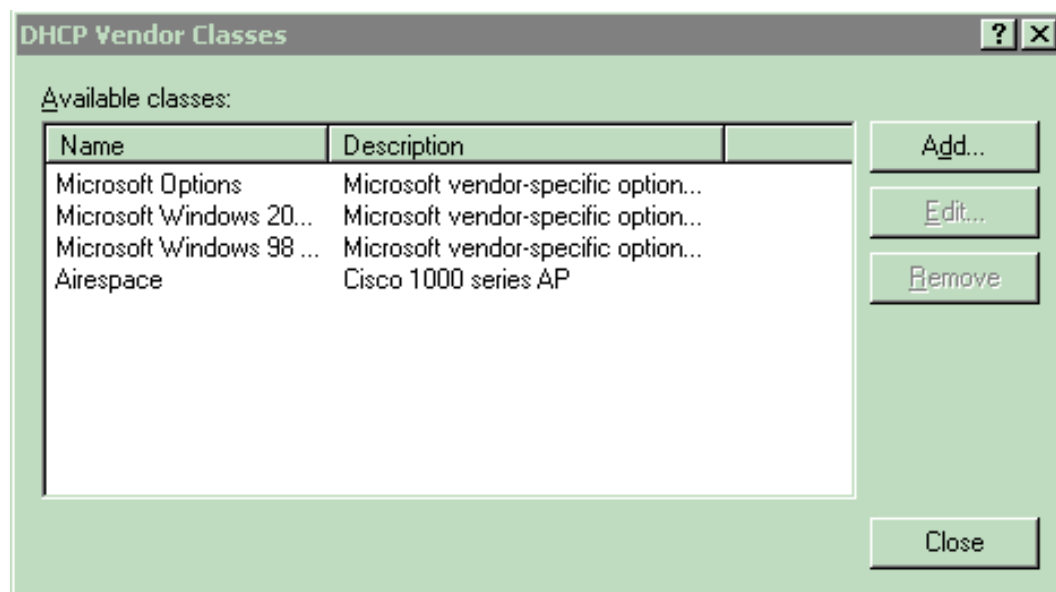 DHCP Vendor Classes
Available classes:
Name Description
Microsoft Options Microsoft vendor-specific option...
Microsoft Windows 20... Microsoft vendor-specific option...
Microsoft Windows 98 ... Microsoft vendor-specific option...
Airespace Cisco 1000 series AP
Add...
Edit...
Remove
Close